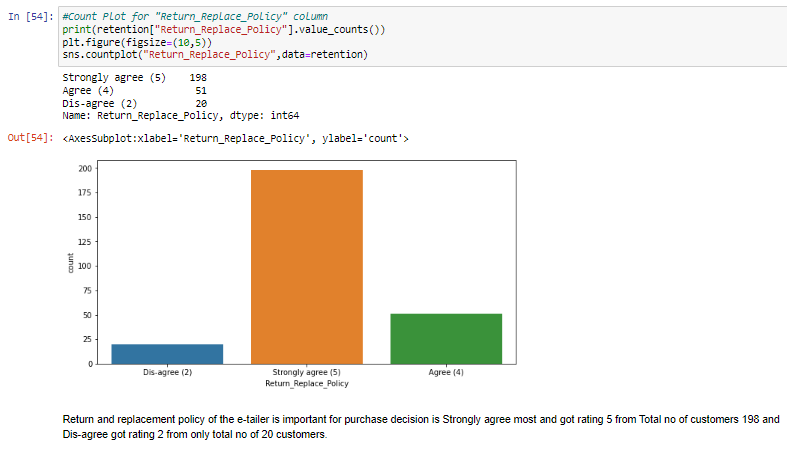 In [54]: #Count Plot for "Return_Replace_Policy" column
print(retention["Return_Replace_Policy"].value_counts())
plt.figure(figsize=(10,5))
sns.countplot("Return_Replace_Policy",data=retention)
Strongly agree (5) 198
Agree (4) 51
Dis-agree (2) 20
Name: Return_Replace_Policy, dtype: int64
Out[54]: <AxesSubplot:xlabel='Return_Replace_Policy', ylabel='count'>
200
175
150
125
100
75
50
25
0
count
Dis-agree (2) Strongly agree (5) Agree (4)
Return_Replace_Policy
Return and replacement policy of the e-tailer is important for purchase decision is Strongly agree most and got rating 5 from Total no of customers 198 and
Dis-agree got rating 2 from only total no of 20 customers.